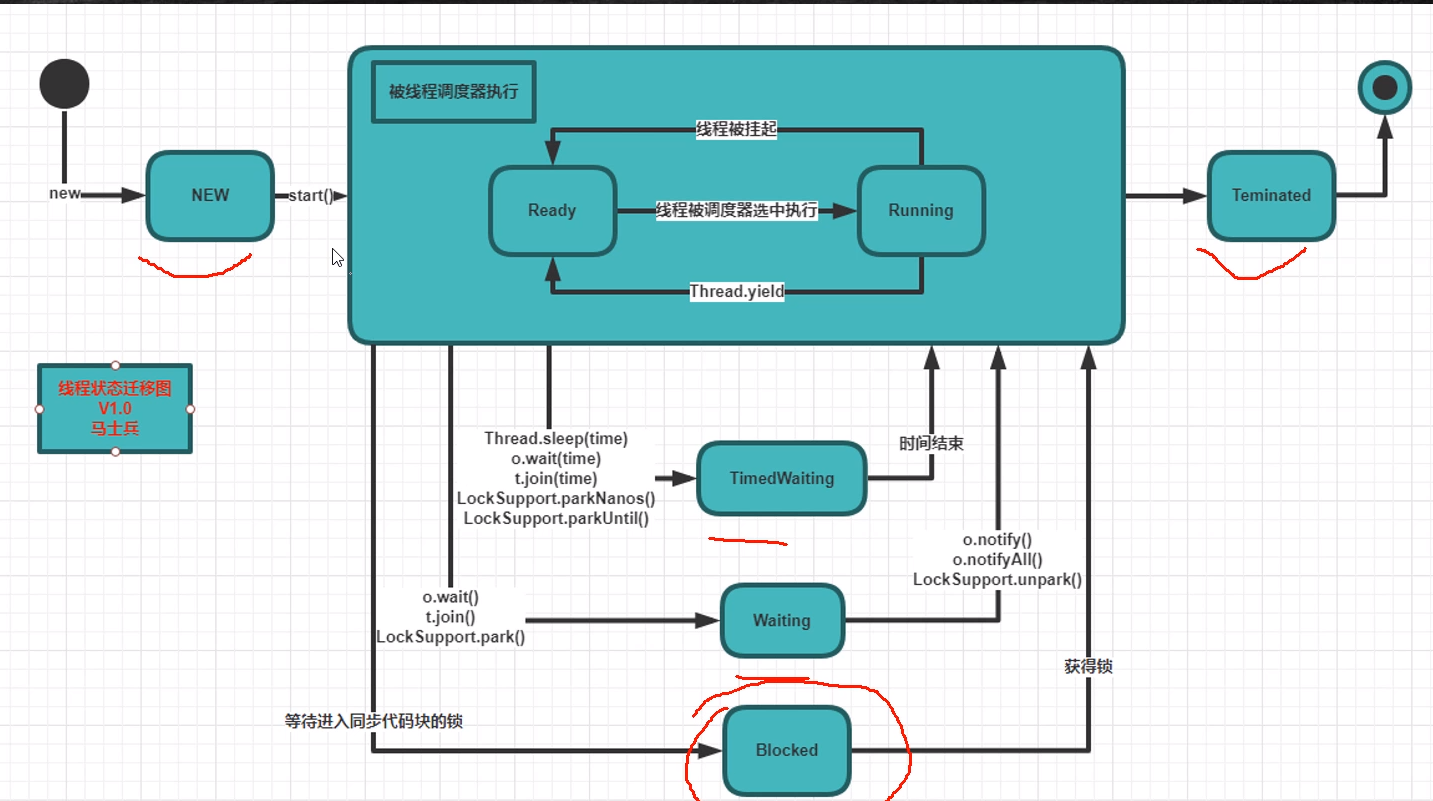 被线程调度器执行
线程被挂起
new
NEW
start()
Ready
线程被调度器选中执行
Running
Teminated
Thread.yield
线程状态迁移图
V1.0
马士兵
Thread.sleep(time)
o.wait(time)
t.join(time)
LockSupport.parkNanos()
LockSupport.parkUntil()
TimedWaiting
时间结束
o.notify()
o.notifyAll()
LockSupport.unpark()
o.wait()
t.join()
LockSupport.park()
Waiting
获得锁
等待进入同步代码块的锁
Blocked